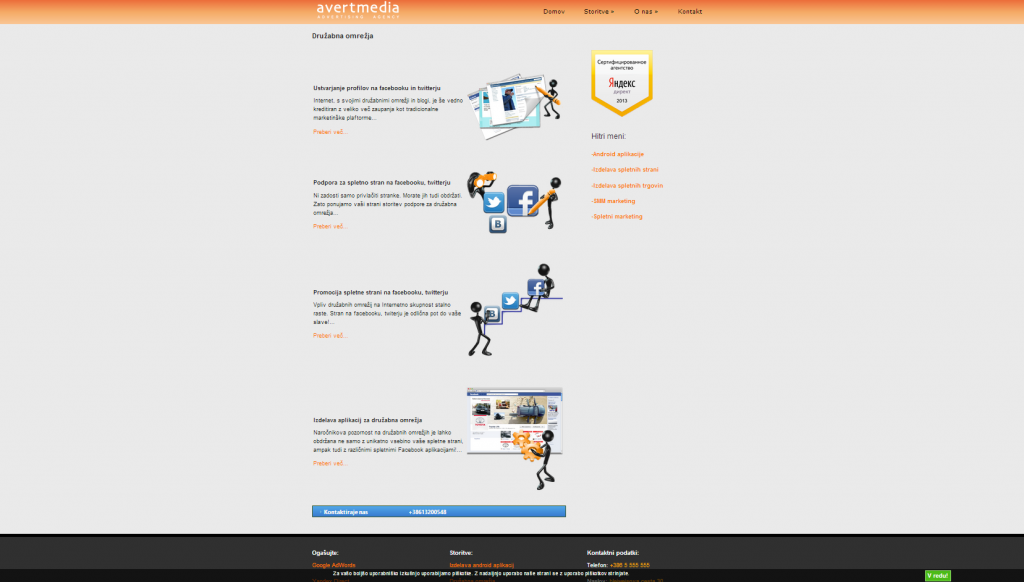 avertmedia
ADVERTISING AGENCY
Domov
Storitve »
O nas »
Kontakt
Družabna omrežja
Ustvarjanje profilov na facebooku in twitterju
Internet, s svojimi družabnimi omrežji in blogi, je še vedno
kreditiran z veliko več zaupanja kot tradicionalne
marketinške plaforme...
Preberi več...
Podpora za spletno stran na facebooku, twitterju
Ni zadosti samo privlačiti stranke. Morate jih tudi obdržati.
Zato ponujamo vaši strani storitev podpore za družabna
omrežja...
Preberi več...
Promocija spletne strani na facebooku, twitterju
Vpliv družabnih omrežij na internetno skupnost stalno
raste. Stran na facebooku, twiterju je odlična pot do vaše
slave!...
Preberi več...
Izdelava aplikacij za družabna omrežja
Naročnikova pozornost na družabnih omrežjih je lahko
obdržana ne samo z unikatno vsebino vaše spletne strani,
ampak tudi z različnimi spletnimi Facebook aplikacijami!...
Preberi več...
Kontaktiraje nas
+38613200548
Сертифицированное
агентство
Яндекс
директ
2013
Hitri meni:
-Android aplikacije
-Izdelava spletnih strani
-Izdelava spletnih trgovin
-SMM marketing
-Spletni marketing
Oglašujte:
Google AdWords
Storitve:
Izdelava android aplikacij
Kontaktni podatki:
Telefon: +386 5 555 555
Za vašo boljšo uporabniško izkušnjo uporabljamo piškotke. Z nadaljnjo uporabo naše strani se z uporabo piškotkov strinjate.
V redu!